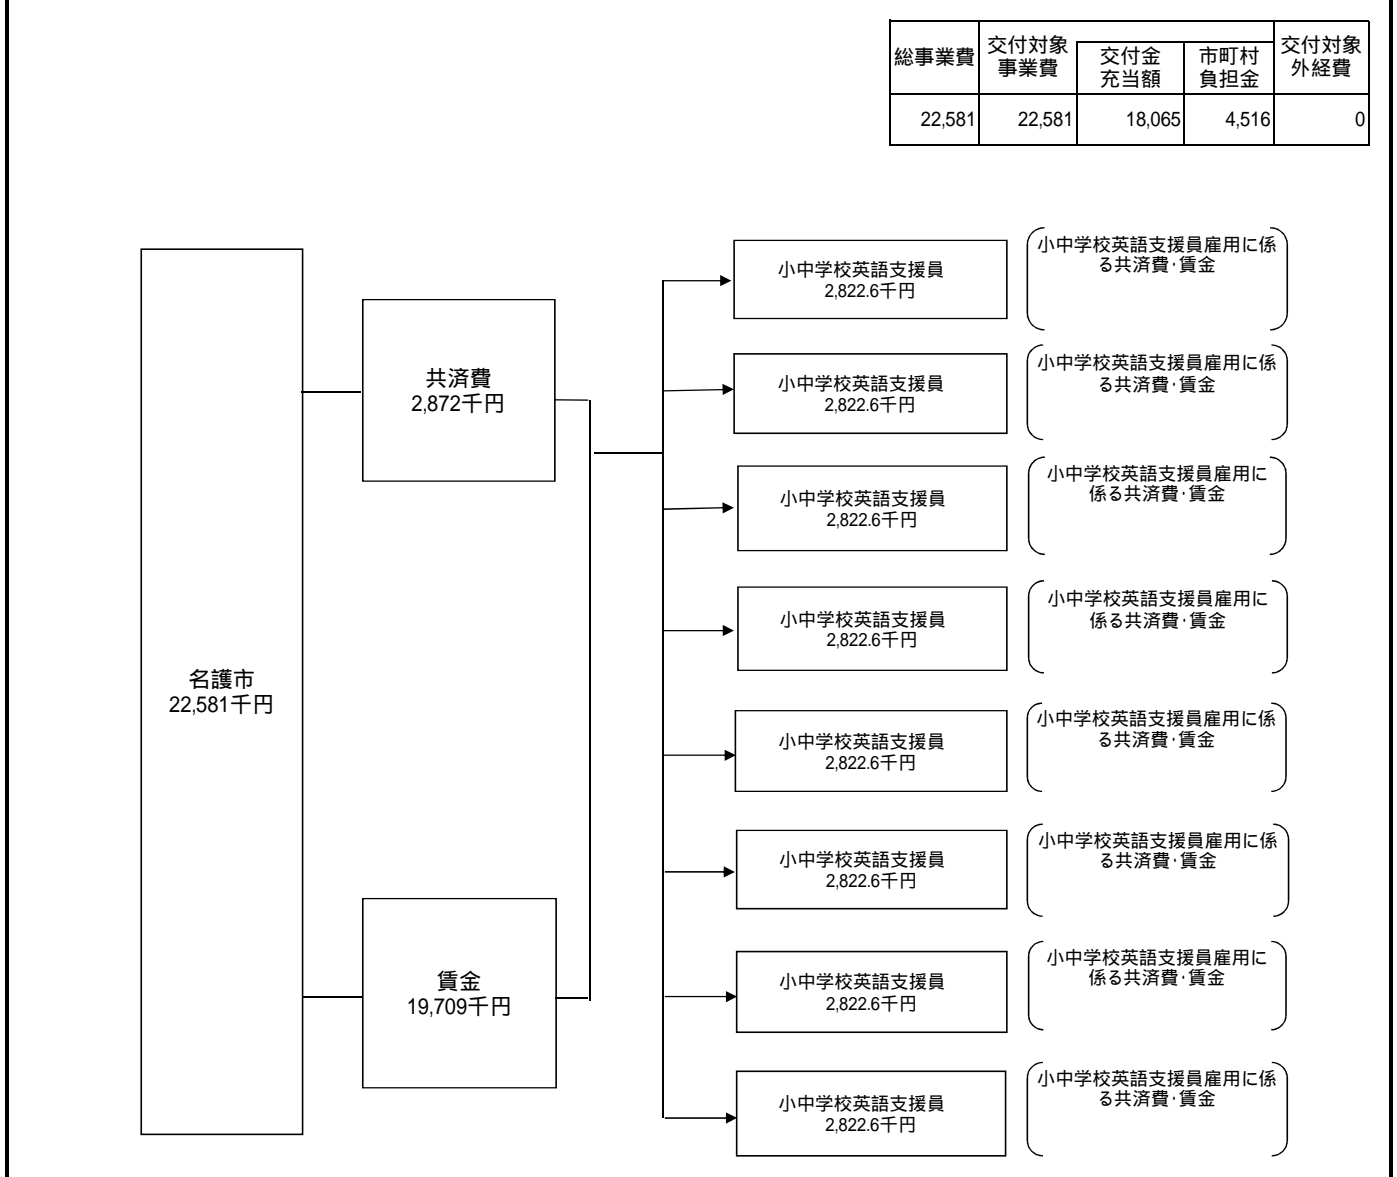 総事業費
交付対象
事業費
交付金
充当額
市町村
負担金
交付対象
外経費
22,581
22,581
18,065
4,516
0
名護市
22,581千円
共済費
2,872千円
賃金
19,709千円
小中学校英語支援員
2,822.6千円
小中学校英語支援員雇用に係
る共済費・賃金
小中学校英語支援員
2,822.6千円
小中学校英語支援員雇用に係
る共済費・賃金
小中学校英語支援員
2,822.6千円
小中学校英語支援員雇用に
係る共済費・賃金
小中学校英語支援員
2,822.6千円
小中学校英語支援員雇用に
係る共済費・賃金
小中学校英語支援員
2,822.6千円
小中学校英語支援員雇用に係
る共済費・賃金
小中学校英語支援員
2,822.6千円
小中学校英語支援員雇用に係
る共済費・賃金
小中学校英語支援員
2,822.6千円
小中学校英語支援員雇用に
係る共済費・賃金
小中学校英語支援員
2,822.6千円
小中学校英語支援員雇用に係
る共済費・賃金